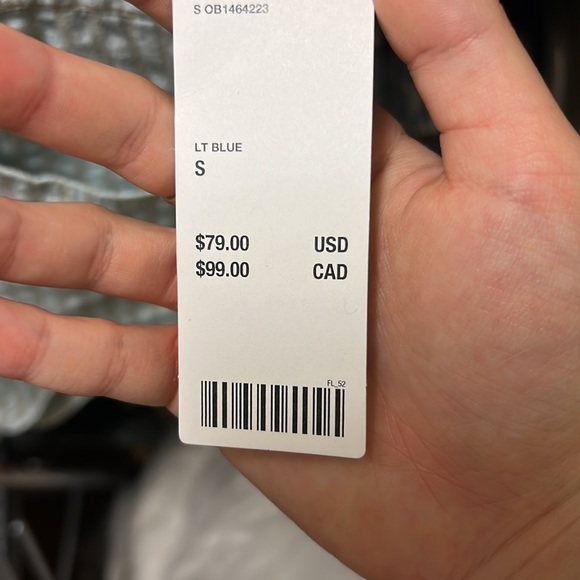 S OB1464223
LT BLUE
S
$79.00 USD
$99.00 CAD
FL_52